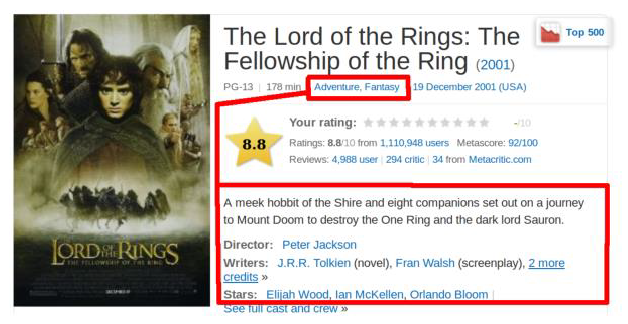 The Lord of the Rings: The
Fellowship of the Ring (2001)
Top 500
PG-13 | 178 min Adventure, Fantasy 19 December 2001 (USA)
8.8
Your rating: -/10
Ratings: 8.8/10 from 1,110,948 users Metascore: 92/100
Reviews: 4,988 user | 294 critic | 34 from Metacritic.com
A meek hobbit of the Shire and eight companions set out on a journey
to Mount Doom to destroy the One Ring and the dark lord Sauron.
Director: Peter Jackson
Writers: J.R.R. Tolkien (novel), Fran Walsh (screenplay), 2 more
credits »
Stars: Elijah Wood, Ian McKellen, Orlando Bloom |
See full cast and crew »
THE LORD OF THE RINGS
THE FELLOWSHIP OF THE RING